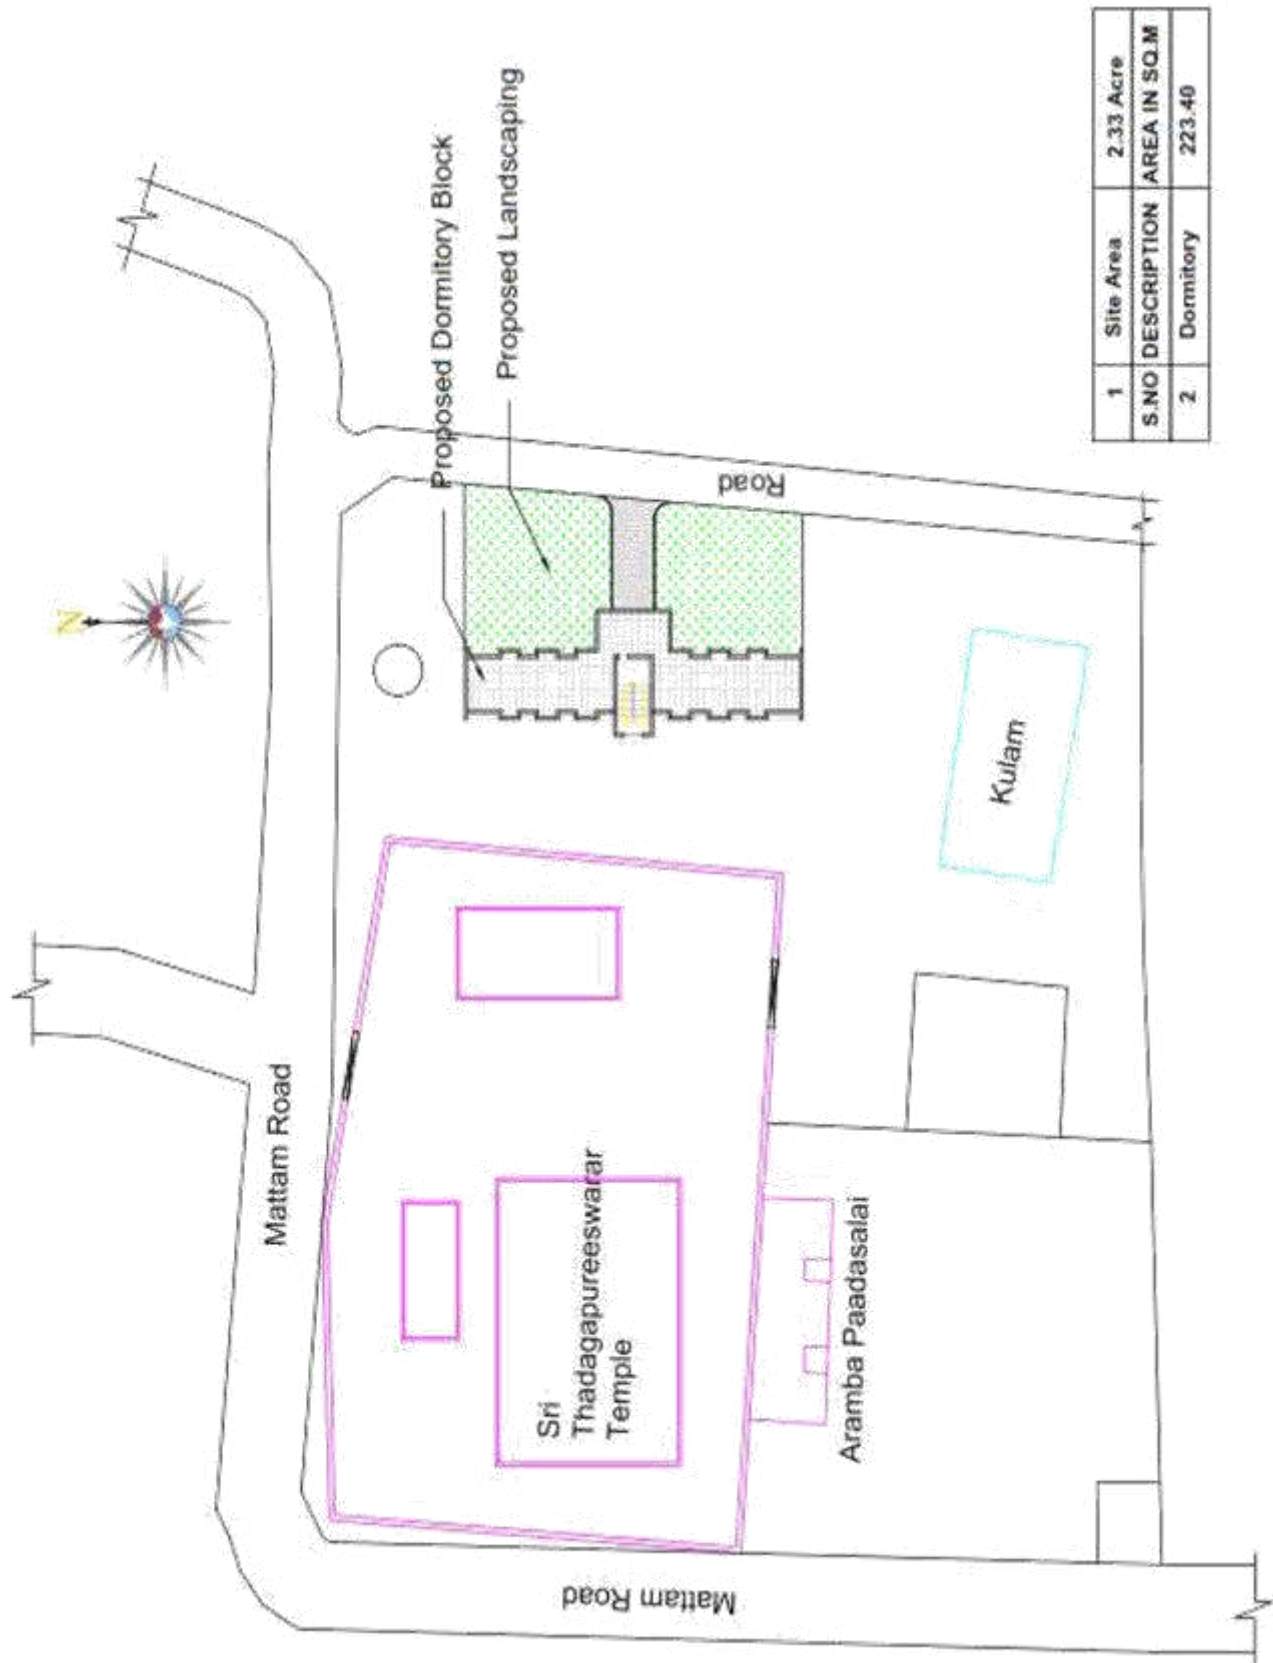 N
Proposed Dormitory Block
Proposed Landscaping
Mattam Road
Road
Sri
Thadagapureeswarar
Temple
Kulam
Aramba Paadasalai
Mattam Road
1 Site Area 2.33 Acre
S.NO DESCRIPTION AREA IN SQ.M
2 Dormitory 223.40